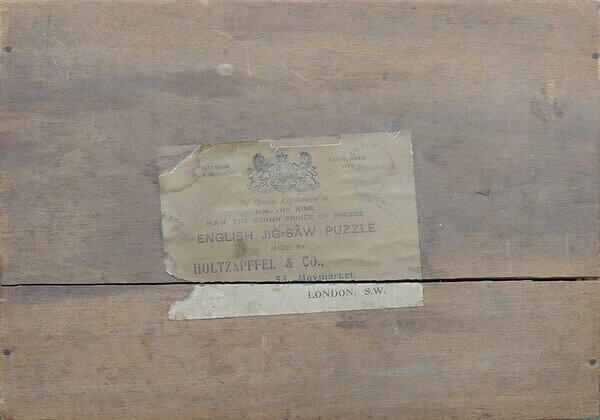 TELEPHONE
ESTABLISHED
By Special Appointment to
H.M. THE KING.
H.R.H. THE CROWN PRINCE OF GREECE
ENGLISH JIG-SAW PUZZLE
MADE BY
HOLTZAPFFEL & CO.,
53, Haymarket,
LONDON, S.W.